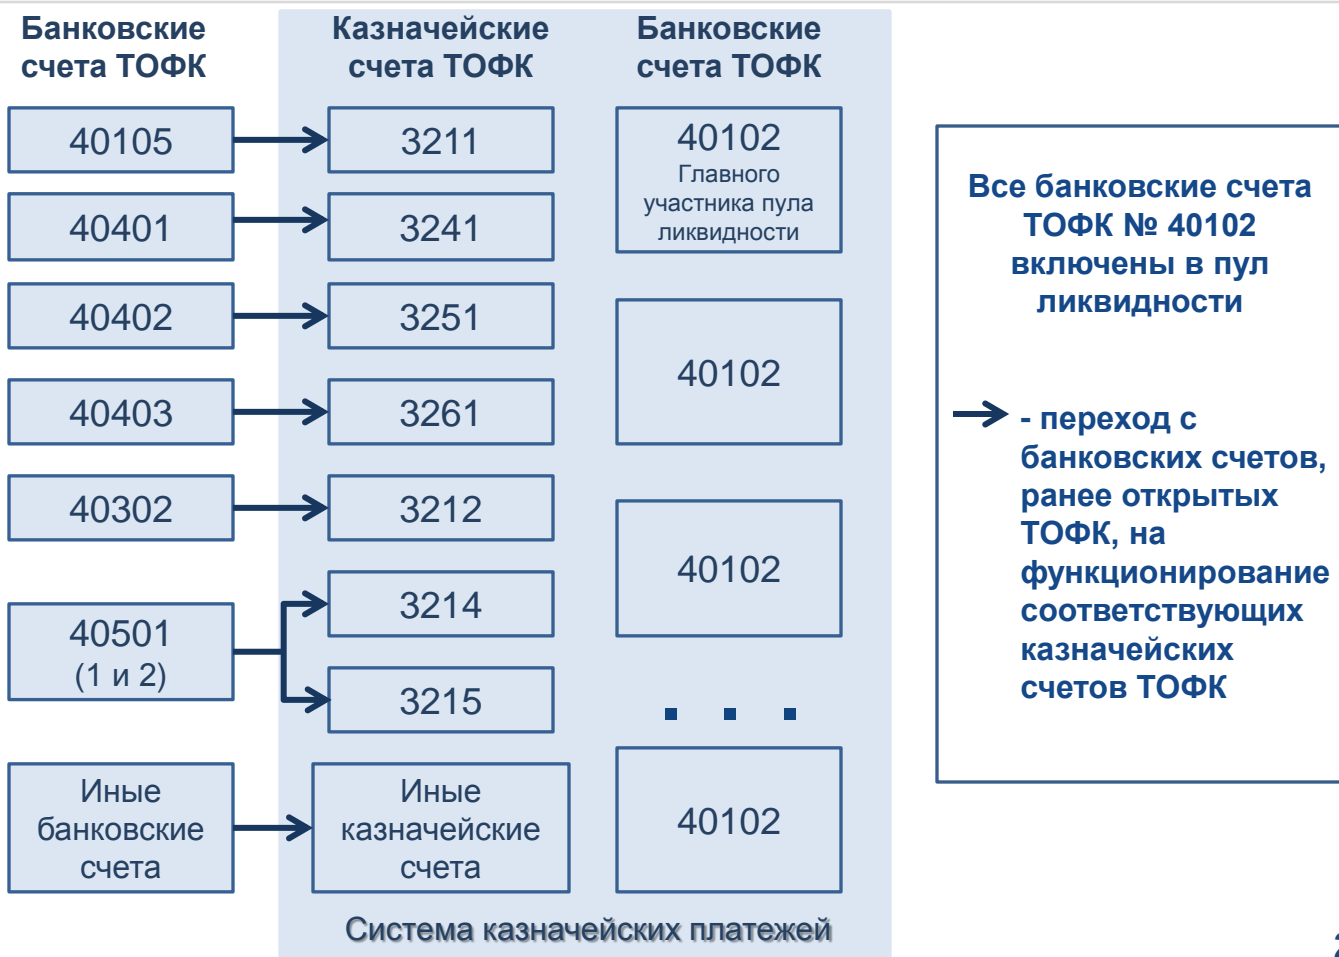 Банковские
счета ТОФК
Казначейские
счета ТОФК
Банковские
счета ТОФК
40105
3211
40102
Главного
участника пула
ликвидности
40401
3241
40402
3251
40102
40403
3261
40302
3212
40102
40501
(1 и 2)
3214
3215
. . .
Иные
банковские
счета
Иные
казначейские
счета
40102
Система казначейских платежей
Все банковские счета
ТОФК № 40102
включены в пул
ликвидности
- переход с
банковских счетов,
ранее открытых
ТОФК, на
функционирование
соответствующих
казначейских
счетов ТОФК